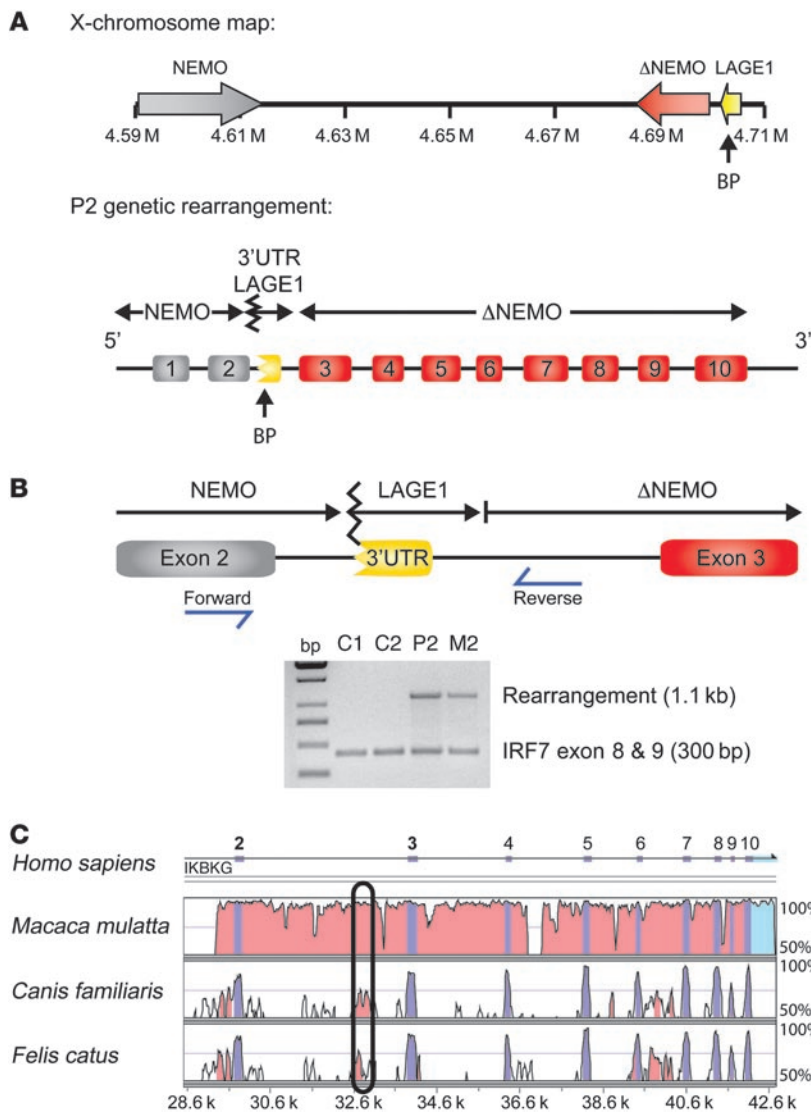 A
X-chromosome map:
NEMO
ΔNEMO LAGE1
4.59 M 4.61 M 4.63 M 4.65 M 4.67 M 4.69 M 4.71 M
BP
P2 genetic rearrangement:
3'UTR
NEMO LAGE1 ΔNEMO
5' 3'
1 2 3 4 5 6 7 8 9 10
BP
B
NEMO LAGE1 ΔNEMO
Exon 2 3'UTR Exon 3
Forward Reverse
bp C1 C2 P2 M2
Rearrangement (1.1 kb)
IRF7 exon 8 & 9 (300 bp)
C
2 3 4 5 6 7 8 9 10
Homo sapiens
IKBKG
100%
Macaca mulatta
50%
100%
Canis familiaris
50%
100%
Felis catus
50%
28.6 k 30.6 k 32.6 k 34.6 k 36.6 k 38.6 k 40.6 k 42.6 k